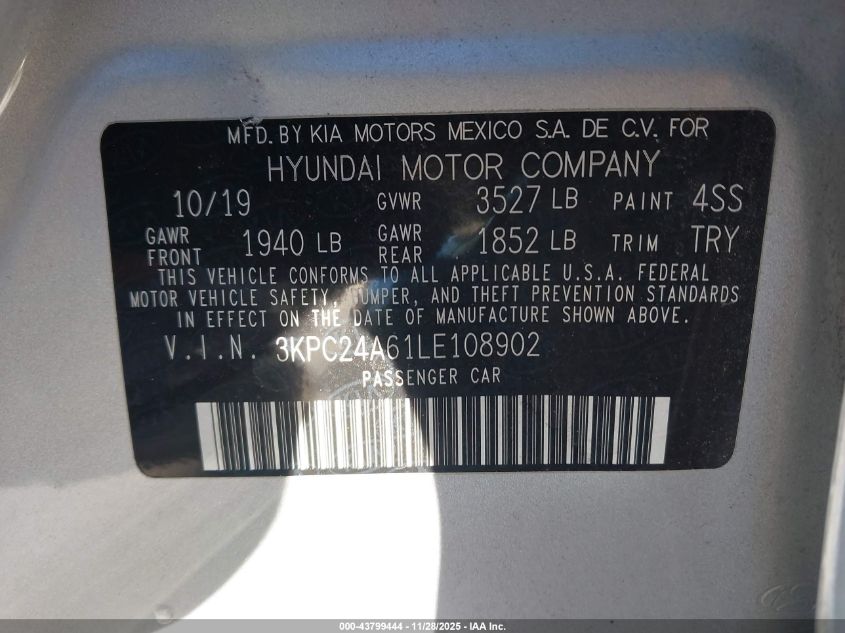 MFD. BY KIA MOTORS MEXICO S.A. DE C.V. FOR
HYUNDAI MOTOR COMPANY
10/19 GVWR 3527 LB PAINT 4SS
GAWR FRONT 1940 LB GAWR REAR 1852 LB TRIM TRY
THIS VEHICLE CONFORMS TO ALL APPLICABLE U.S.A. FEDERAL
MOTOR VEHICLE SAFETY, BUMPER, AND THEFT PREVENTION STANDARDS
IN EFFECT ON THE DATE OF MANUFACTURE SHOWN ABOVE.
V.I.N. 3KPC24A61LE108902
PASSENGER CAR
000-43799444 - 11/28/2025 - IAA Inc.